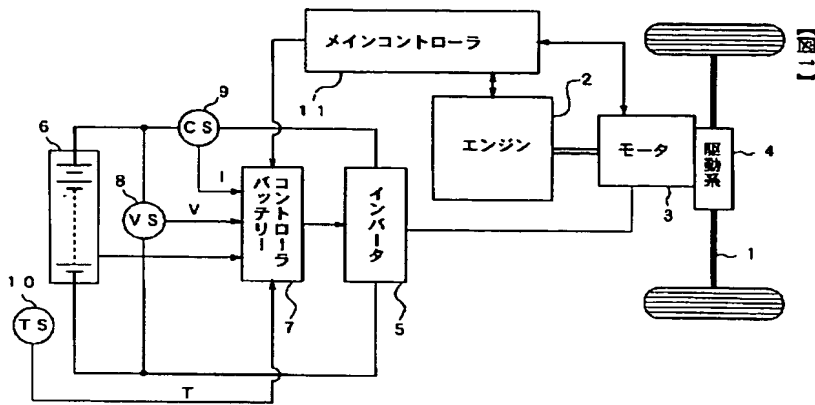 【図1】
メインコントローラ
11
エンジン
2
モータ
3
駆動系
4
1
9
CS
6
8
VS
I
V
バッテリー
コントローラ
7
インバータ
5
10
TS
T